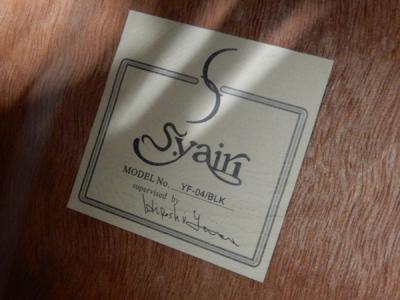 S.yairi
MODEL No. YF-04/BLK
supervised by